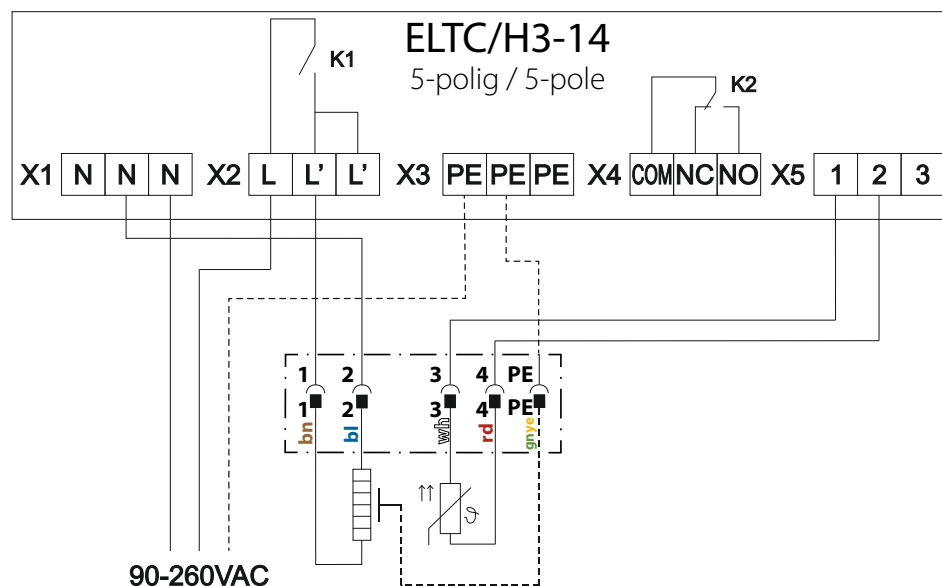 ELTC/H3-14
5-polig / 5-pole
K1
K2
X1 N N N X2 L L' L' X3 PE PE PE X4 COM NC NO X5 1 2 3
1 2 3 4 PE
1 2 3 4 PE
bn bl wh rd gnye
↑↑
ϑ
90-260VAC